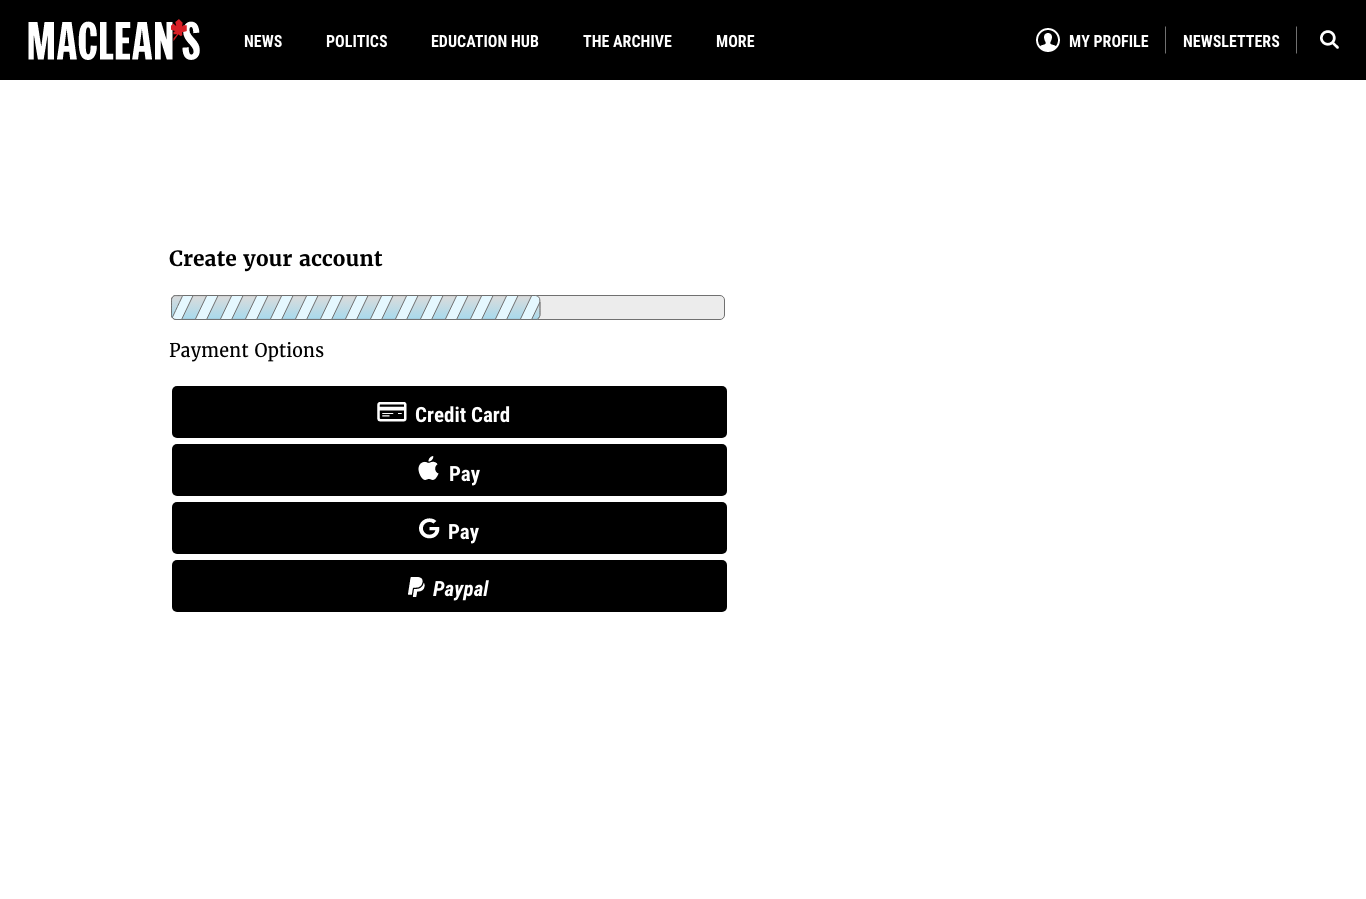 MACLEAN'S
NEWS
POLITICS
EDUCATION HUB
THE ARCHIVE
MORE
MY PROFILE
NEWSLETTERS
Create your account
Payment Options
Credit Card
Pay
G Pay
Paypal